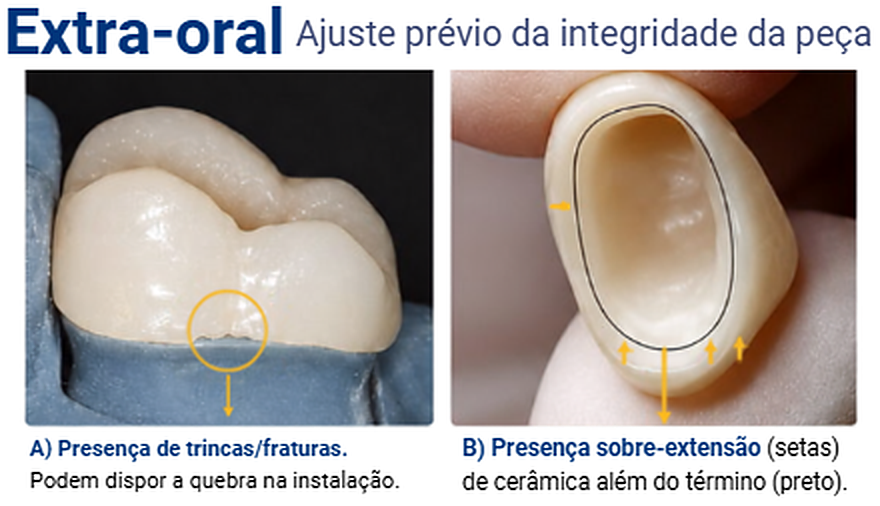 Extra-oral Ajuste prévio da integridade da peça
A) Presença de trincas/fraturas.
Podem dispor a quebra na instalação.
B) Presença sobre-extensão (setas)
de cerâmica além do término (preto).